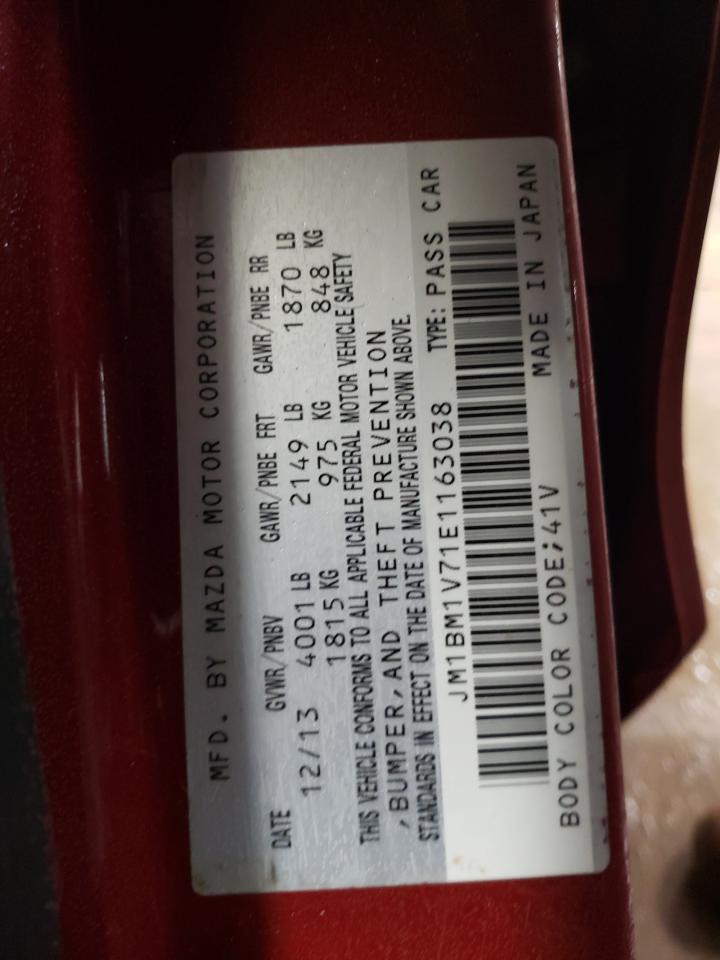 MFD. BY MAZDA MOTOR CORPORATION
DATE GVWR/PNBV GAWR/PNBE FRT GAWR/PNBE RR
12/13 4001 LB 2149 LB 1870 LB
1815 KG 975 KG 848 KG
THIS VEHICLE CONFORMS TO ALL APPLICABLE FEDERAL MOTOR VEHICLE SAFETY
,BUMPER,AND THEFT PREVENTION
STANDARDS IN EFFECT ON THE DATE OF MANUFACTURE SHOWN ABOVE.
JM1BM1V71E1163038 TYPE: PASS CAR
BODY COLOR CODE;41V MADE IN JAPAN